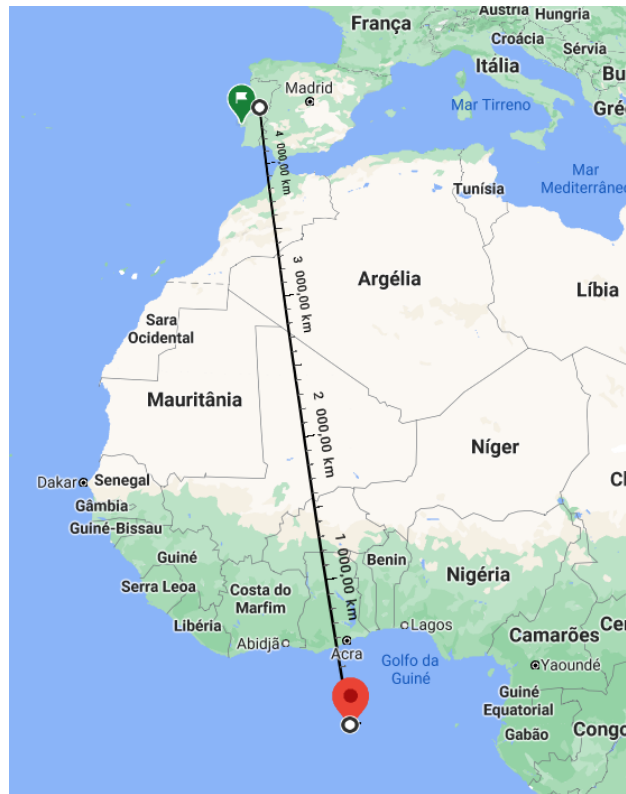 Áustria
Hungria
França
Croácia
Sérvia
Itália
Madrid
Mar Tirreno
4 000,00 km
Mar
Mediterrâne
Tunísia
3 000,00 km
Argélia
Líbia
Sara
Ocidental
2 000,00 km
Mauritânia
Níger
Dakar
Senegal
Gâmbia
Guiné-Bissau
1 000,00 km
Guiné
Benin
Nigéria
Serra Leoa
Costa do
Marfim
Libéria
Lagos
Abidjã
Acra
Camarões
Golfo da
Guiné
Yaoundé
Guiné
Equatorial
Gabão
Congo